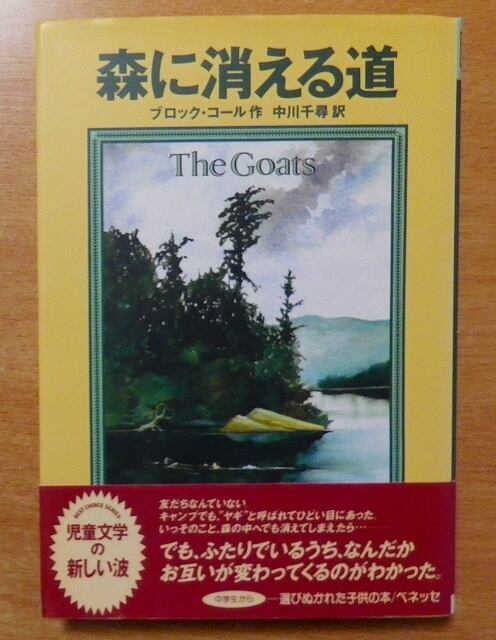 森に消える道
ブロック・コール 作 中川千尋 訳
The Goats
BEST CHOICE SERIES
児童文学
の
新しい波
友だちなんていない
キャンプでも、“ヤギ”と呼ばれてひどい目にあった。
いっそのこと、森の中へでも消えてしまえたら…
でも、ふたりでいるうち、なんだか
お互いが変わってくるのがわかった。
中学生から —選びぬかれた子供の本/ベネッセ